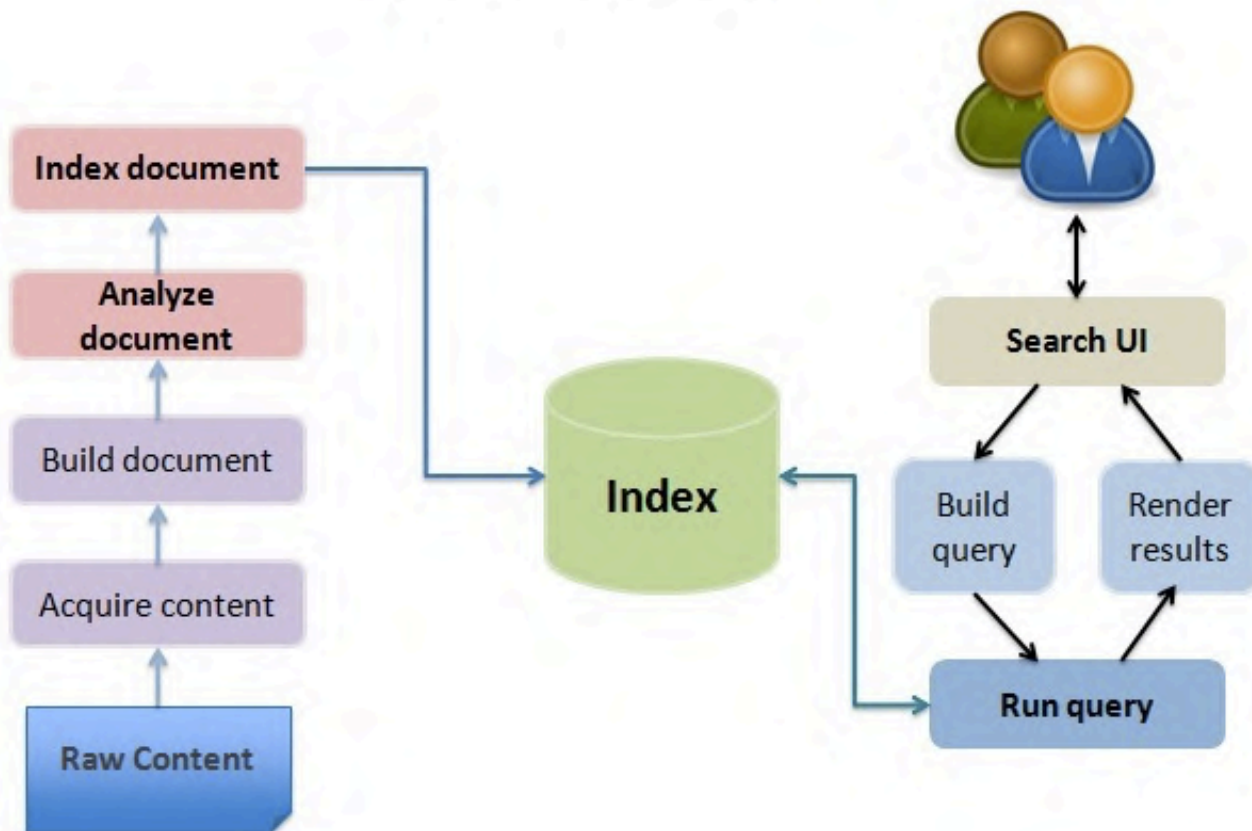 Index document
Analyze
document
Build document
Acquire content
Raw Content
Index
Search UI
Build
query
Render
results
Run query